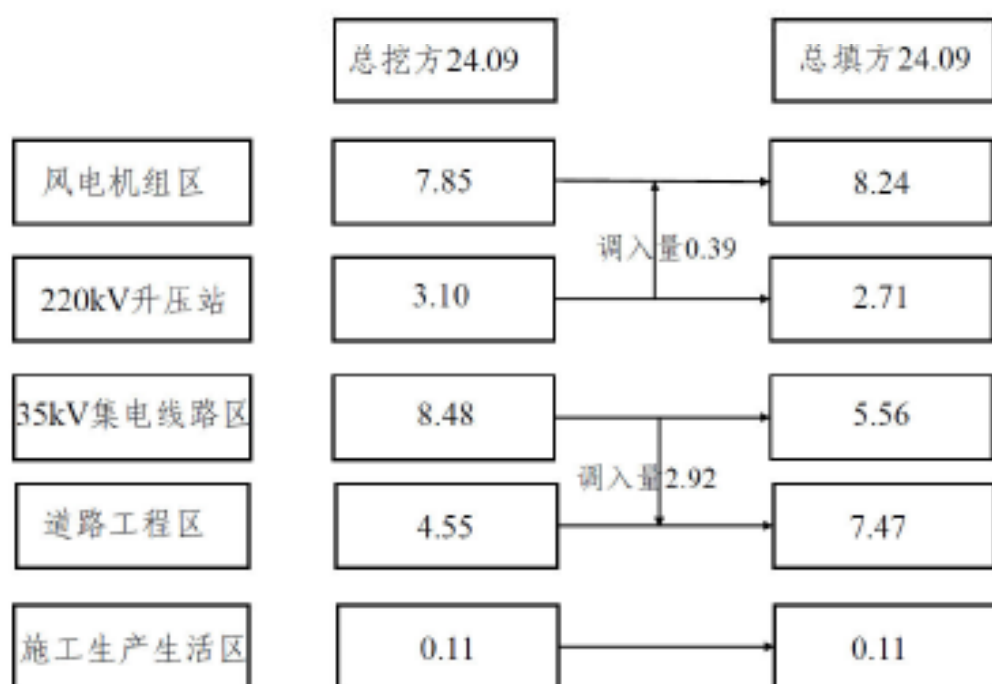 总挖方24.09
总填方24.09
风电机组区
7.85
8.24
调入量0.39
220kV升压站
3.10
2.71
35kV集电线路区
8.48
5.56
调入量2.92
道路工程区
4.55
7.47
施工生产生活区
0.11
0.11